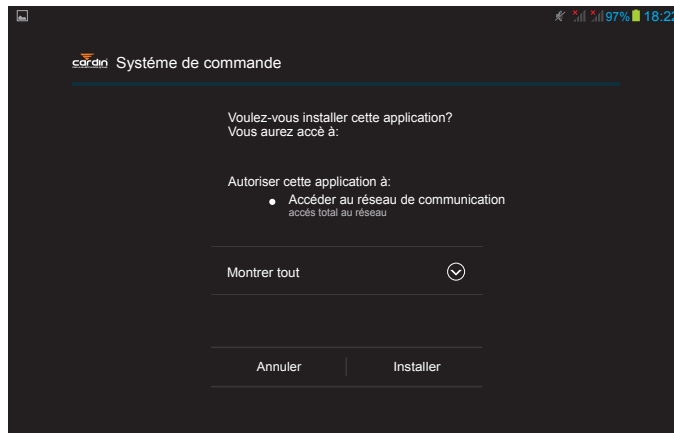 97% 18:22
cardin Systéme de commande
Voulez-vous installer cette application?
Vous aurez accè à:
Autoriser cette application à:
Accéder au réseau de communication
accés total au réseau
Montrer tout
Annuler Installer